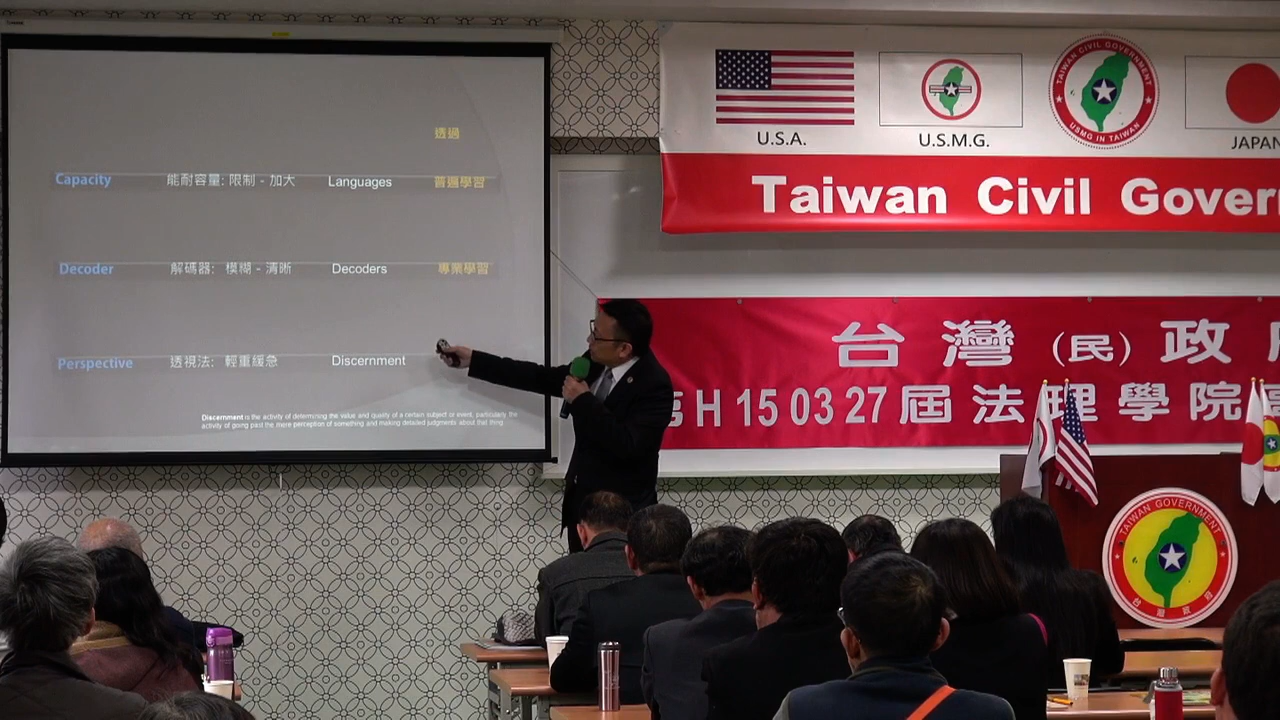 透過
Capacity 能耐容量: 限制 - 加大 Languages 普遍學習
Decoder 解碼器: 模糊 - 清晰 Decoders 專業學習
Perspective 透視法: 輕重緩急 Discernment
Discernment is the activity of determining the value and quality of a certain subject or event, particularly the
activity of going past the mere perception of something and making detailed judgments about that thing.
U.S.A. U.S.M.G. JAPAN
TAIWAN CIVIL GOVERNMENT
USMG IN TAIWAN
Taiwan Civil Gover
台灣(民)政
H 15 03 27 屆法理學院
TAIWAN GOVERNMENT
台灣政府